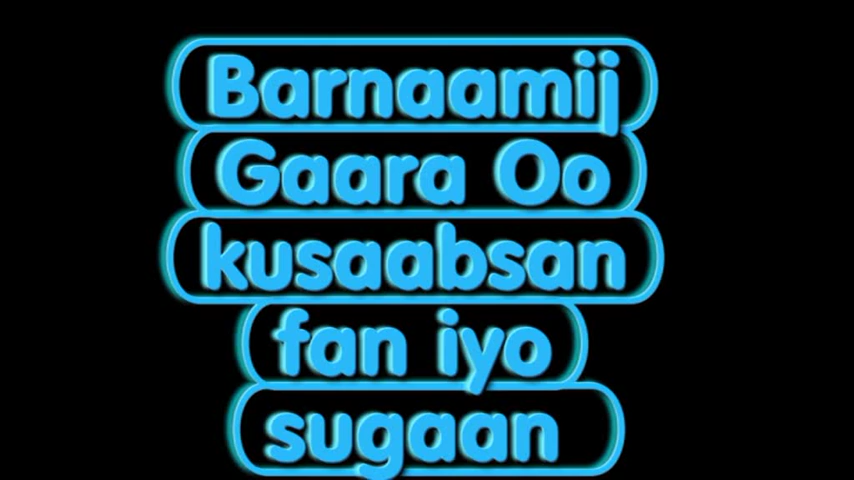 Barnaamij
Gaara Oo
kusaabsan
fan iyo
sugaan